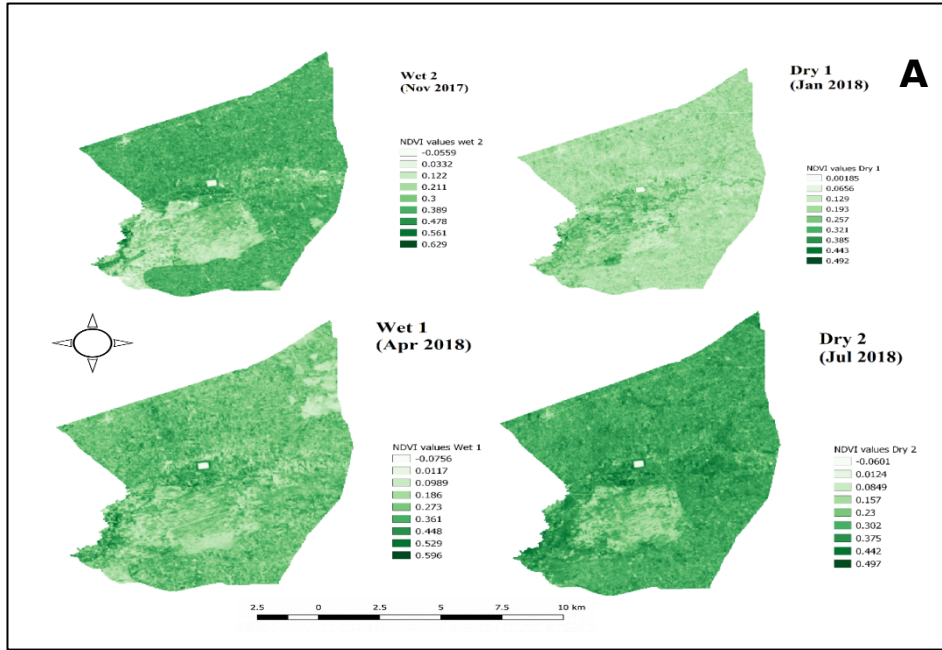 A
Wet 2
(Nov 2017)
NDVI values wet 2
-0.0559
0.0332
0.122
0.211
0.3
0.389
0.478
0.561
0.629
Dry 1
(Jan 2018)
NDVI values Dry 1
0.00185
0.0656
0.129
0.193
0.257
0.321
0.385
0.443
0.492
Wet 1
(Apr 2018)
NDVI values Wet 1
-0.0756
0.0117
0.0989
0.186
0.273
0.361
0.448
0.529
0.596
Dry 2
(Jul 2018)
NDVI values Dry 2
-0.0601
0.0124
0.0849
0.157
0.23
0.302
0.375
0.442
0.497
2.5 0 2.5 5 7.5 10 km